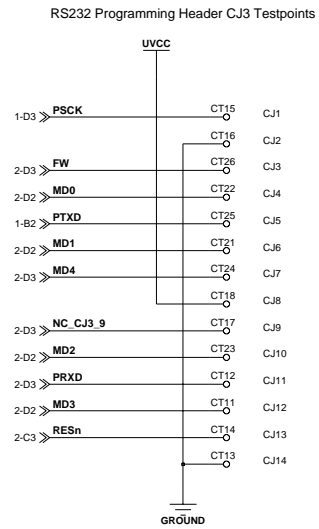 RS232 Programming Header CJ3 Testpoints
UVCC
1-D3 PSCK CT15 CJ1
CT16 CJ2
2-D3 FW CT26 CJ3
2-D2 MD0 CT22 CJ4
1-B2 PTXD CT25 CJ5
2-D2 MD1 CT21 CJ6
2-D3 MD4 CT24 CJ7
CT18 CJ8
2-D3 NC_CJ3_9 CT17 CJ9
2-D2 MD2 CT23 CJ10
2-D3 PRXD CT12 CJ11
2-D2 MD3 CT11 CJ12
2-C3 RESn CT14 CJ13
CT13 CJ14
GROUND